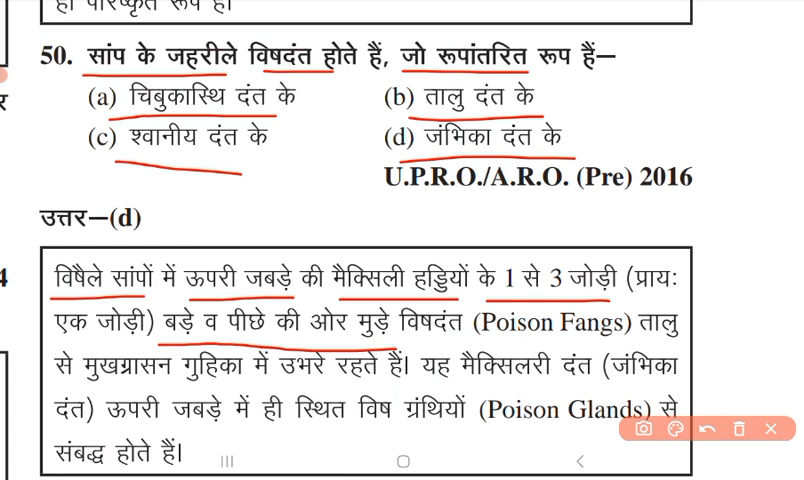 हा पारष्कृत रूप हा
50. सांप के जहरीले विषदंत होते हैं, जो रूपांतरित रूप हैं—
(a) चिबुकास्थि दंत के (b) तालु दंत के
(c) श्वानीय दंत के (d) जंभिका दंत के
U.P.R.O./A.R.O. (Pre) 2016
उत्तर—(d)
विषैले सांपों में ऊपरी जबड़े की मैक्सिली हड्डियों के 1 से 3 जोड़ी (प्रायः
एक जोड़ी) बड़े व पीछे की ओर मुड़े विषदंत (Poison Fangs) तालु
से मुखग्रासन गुहिका में उभरे रहते हैं। यह मैक्सिलरी दंत (जंभिका
दंत) ऊपरी जबड़े में ही स्थित विष ग्रंथियों (Poison Glands) से
संबद्ध होते हैं।